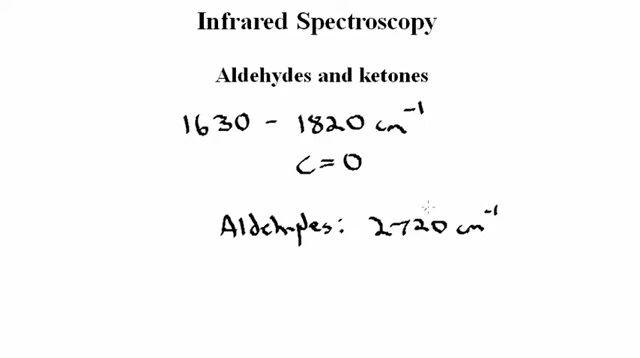 Infrared Spectroscopy
Aldehydes and ketones
1630 - 1820 cm⁻¹
C=O
Aldehydes: 2720 cm⁻¹